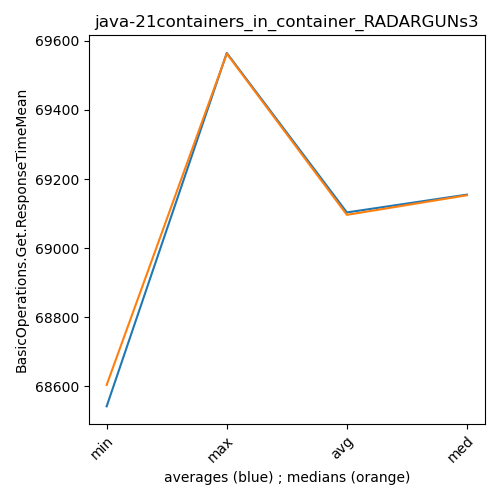 java-21containers_in_container_RADARGUNs3
BasicOperations.Get.ResponseTimeMean
69600
69400
69200
69000
68800
68600
min
max
avg
med
averages (blue) ; medians (orange)